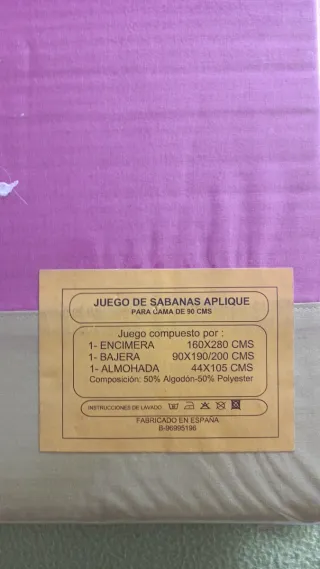 JUEGO DE SABANAS APLIQUE
PARA CAMA DE 90 CMS
Juego compuesto por :
1- ENCIMERA 160X280 CMS
1- BAJERA 90X190/200 CMS
1- ALMOHADA 44X105 CMS
Composición: 50% Algodón-50% Polyester
INSTRUCCIONES DE LAVADO
FABRICADO EN ESPAÑA
B-96995196